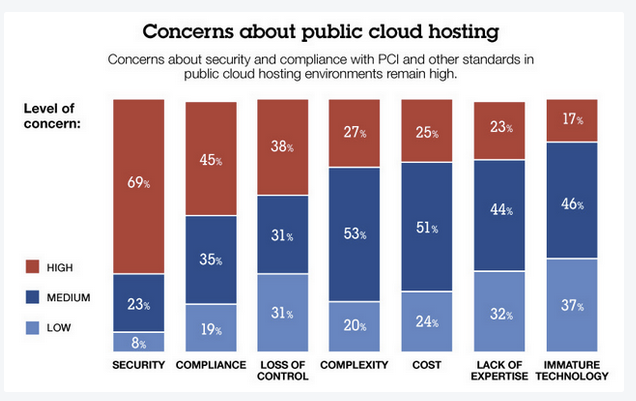 Concerns about public cloud hosting
Concerns about security and compliance with PCI and other standards in
public cloud hosting environments remain high.
Level of
concern:
HIGH
MEDIUM
LOW
69%
23%
8%
45%
35%
19%
38%
31%
31%
27%
53%
20%
25%
51%
24%
23%
44%
32%
17%
46%
37%
SECURITY
COMPLIANCE
LOSS OF
CONTROL
COMPLEXITY
COST
LACK OF
EXPERTISE
IMMATURE
TECHNOLOGY